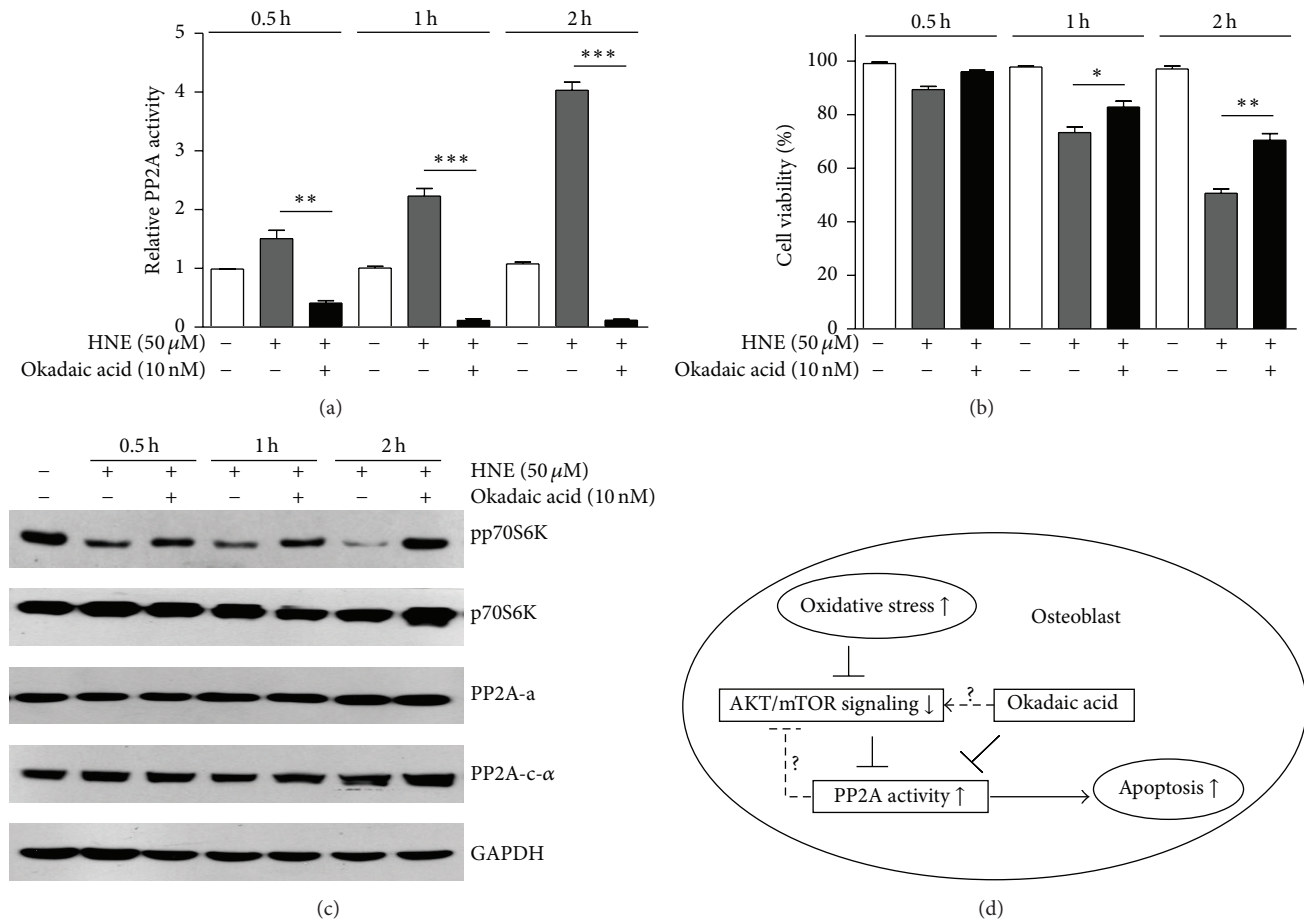 0.5 h 1 h 2 h
5
4
3
2
1
0
Relative PP2A activity
** *** ***
HNE (50 μM) − + + − + + − + +
Okadaic acid (10 nM) − − + − − + − − +
(a)
0.5 h 1 h 2 h
100
80
60
40
20
0
Cell viability (%)
* **
HNE (50 μM) − + + − + + − + +
Okadaic acid (10 nM) − − + − − + − − +
(b)
0.5 h 1 h 2 h
− + + + + + + HNE (50 μM)
− − + − + − + Okadaic acid (10 nM)
pp70S6K
p70S6K
PP2A-a
PP2A-c-α
GAPDH
(c)
Oxidative stress ↑
Osteoblast
AKT/mTOR signaling ↓
?
Okadaic acid
?
PP2A activity ↑
Apoptosis ↑
(d)